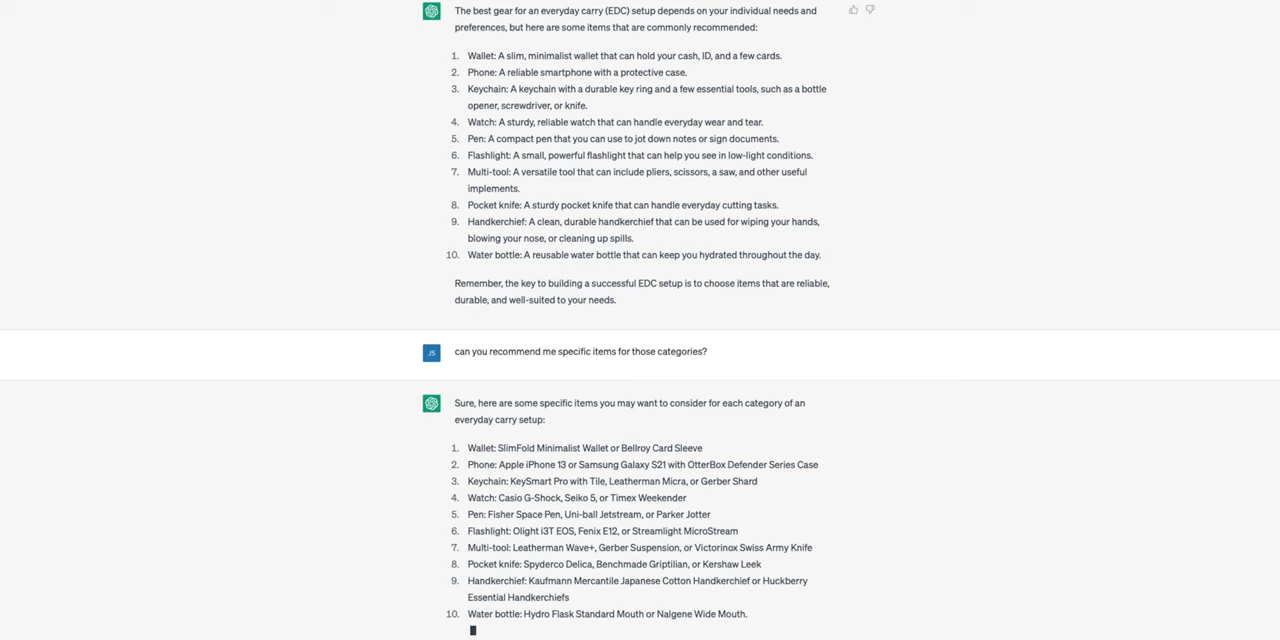 The best gear for an everyday carry (EDC) setup depends on your individual needs and
preferences, but here are some items that are commonly recommended:
1. Wallet: A slim, minimalist wallet that can hold your cash, ID, and a few cards.
2. Phone: A reliable smartphone with a protective case.
3. Keychain: A keychain with a durable key ring and a few essential tools, such as a bottle
opener, screwdriver, or knife.
4. Watch: A sturdy, reliable watch that can handle everyday wear and tear.
5. Pen: A compact pen that you can use to jot down notes or sign documents.
6. Flashlight: A small, powerful flashlight that can help you see in low-light conditions.
7. Multi-tool: A versatile tool that can include pliers, scissors, a saw, and other useful
implements.
8. Pocket knife: A sturdy pocket knife that can handle everyday cutting tasks.
9. Handkerchief: A clean, durable handkerchief that can be used for wiping your hands,
blowing your nose, or cleaning up spills.
10. Water bottle: A reusable water bottle that can keep you hydrated throughout the day.
Remember, the key to building a successful EDC setup is to choose items that are reliable,
durable, and well-suited to your needs.
JS can you recommend me specific items for those categories?
Sure, here are some specific items you may want to consider for each category of an
everyday carry setup:
1. Wallet: SlimFold Minimalist Wallet or Bellroy Card Sleeve
2. Phone: Apple iPhone 13 or Samsung Galaxy S21 with OtterBox Defender Series Case
3. Keychain: KeySmart Pro with Tile, Leatherman Micra, or Gerber Shard
4. Watch: Casio G-Shock, Seiko 5, or Timex Weekender
5. Pen: Fisher Space Pen, Uni-ball Jetstream, or Parker Jotter
6. Flashlight: Olight i3T EOS, Fenix E12, or Streamlight MicroStream
7. Multi-tool: Leatherman Wave+, Gerber Suspension, or Victorinox Swiss Army Knife
8. Pocket knife: Spyderco Delica, Benchmade Griptilian, or Kershaw Leek
9. Handkerchief: Kaufmann Mercantile Japanese Cotton Handkerchief or Huckberry
Essential Handkerchiefs
10. Water bottle: Hydro Flask Standard Mouth or Nalgene Wide Mouth.